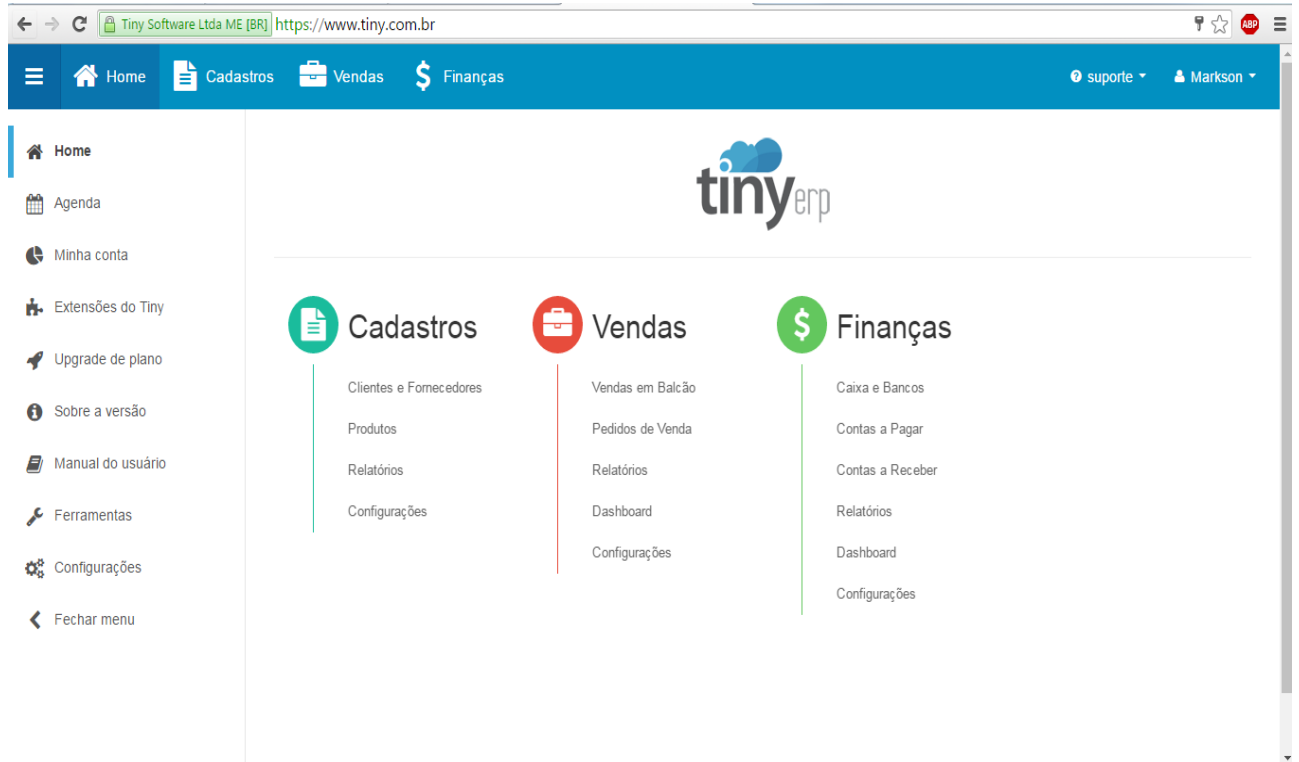 Tiny Software Ltda ME [BR] https://www.tiny.com.br
ABP
Home Cadastros Vendas $ Finanças suporte Markson
Home
Agenda
Minha conta
Extensões do Tiny
Upgrade de plano
Sobre a versão
Manual do usuário
Ferramentas
Configurações
Fechar menu
tinyerp
Cadastros
Clientes e Fornecedores
Produtos
Relatórios
Configurações
Vendas
Vendas em Balcão
Pedidos de Venda
Relatórios
Dashboard
Configurações
$ Finanças
Caixa e Bancos
Contas a Pagar
Contas a Receber
Relatórios
Dashboard
Configurações